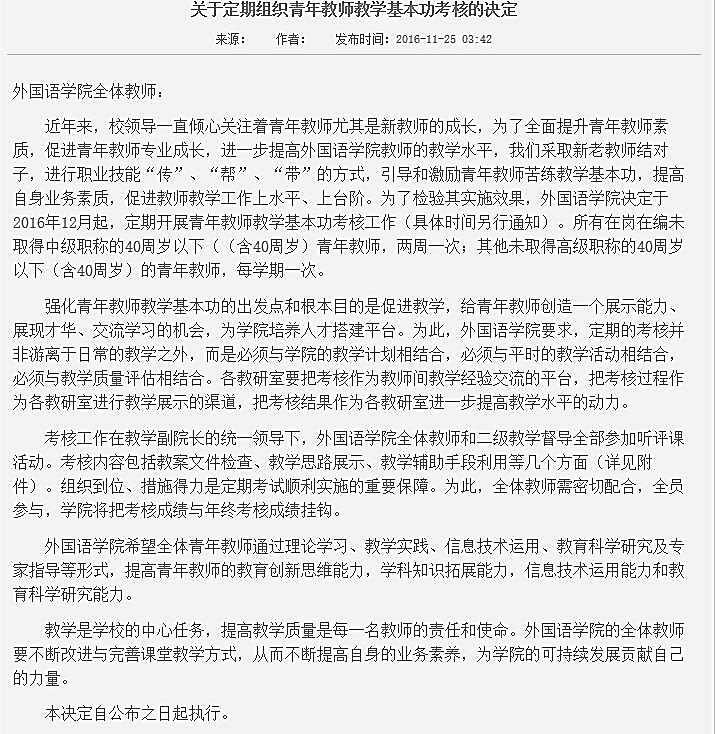 关于定期组织青年教师教学基本功考核的决定
来源： 作者： 发布时间：2016-11-25 03:42
外国语学院全体教师：
近年来，校领导一直倾心关注着青年教师尤其是新教师的成长，为了全面提升青年教师素
质，促进青年教师专业成长，进一步提高外国语学院教师的教学水平，我们采取新老教师结对
子，进行职业技能“传”、“帮”、“带”的方式，引导和激励青年教师苦练教学基本功，提高
自身业务素质，促进教师教学工作上水平、上台阶。为了检验其实施效果，外国语学院决定于
2016年12月起，定期开展青年教师教学基本功考核工作（具体时间另行通知）。所有在岗在编未
取得中级职称的40周岁以下（（含40周岁）青年教师，两周一次；其他未取得高级职称的40周岁
以下（含40周岁）的青年教师，每学期一次。
强化青年教师教学基本功的出发点和根本目的是促进教学，给青年教师创造一个展示能力、
展现才华、交流学习的机会，为学院培养人才搭建平台。为此，外国语学院要求，定期的考核并
非游离于日常的教学之外，而是必须与学院的教学计划相结合，必须与平时的教学活动相结合，
必须与教学质量评估相结合。各教研室要把考核作为教师间教学经验交流的平台，把考核过程作
为各教研室进行教学展示的渠道，把考核结果作为各教研室进一步提高教学水平的动力。
考核工作在教学副院长的统一领导下，外国语学院全体教师和二级教学督导全部参加听评课
活动。考核内容包括教案文件检查、教学思路展示、教学辅助手段利用等几个方面（详见附
件）。组织到位、措施得力是定期考试顺利实施的重要保障。为此，全体教师需密切配合，全员
参与，学院将把考核成绩与年终考核成绩挂钩。
外国语学院希望全体青年教师通过理论学习、教学实践、信息技术运用、教育科学研究及专
家指导等形式，提高青年教师的教育创新思维能力，学科知识拓展能力，信息技术运用能力和教
育科学研究能力。
教学是学校的中心任务，提高教学质量是每一名教师的责任和使命。外国语学院的全体教师
要不断改进与完善课堂教学方式，从而不断提高自身的业务素养，为学院的可持续发展贡献自己
的力量。
本决定自公布之日起执行。